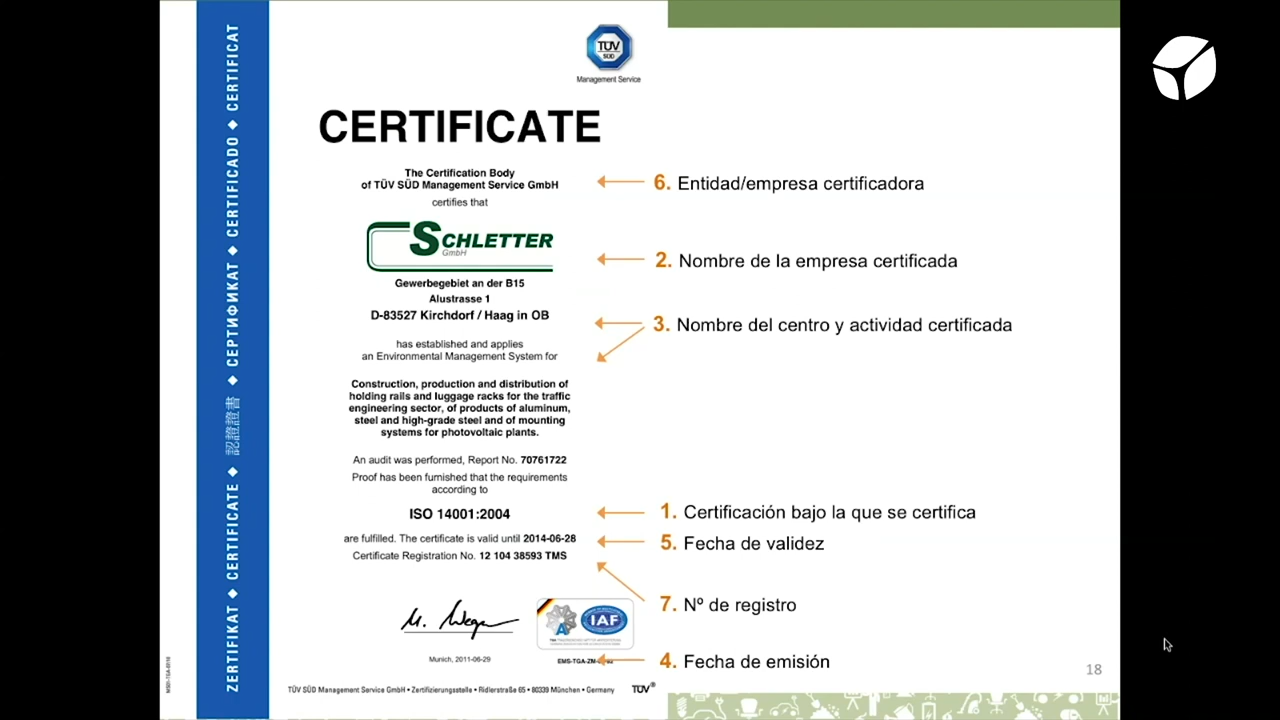 TÜV
SÜD
Management Service
CERTIFICATE
The Certification Body
of TÜV SÜD Management Service GmbH
6. Entidad/empresa certificadora
certifies that
SCHLETTER
GmbH
2. Nombre de la empresa certificada
Gewerbegebiet an der B15
Alustrasse 1
D-83527 Kirchdorf / Haag in OB
3. Nombre del centro y actividad certificada
has established and applies
an Environmental Management System for
Construction, production and distribution of
holding rails and luggage racks for the traffic
engineering sector, of products of aluminum,
steel and high-grade steel and of mounting
systems for photovoltaic plants.
An audit was performed, Report No. 70761722
Proof has been furnished that the requirements
according to
ISO 14001:2004
1. Certificación bajo la que se certifica
are fulfilled. The certificate is valid until 2014-06-28
5. Fecha de validez
Certificate Registration No. 12 104 38593 TMS
7. Nº de registro
IAF
Munich, 2011-06-29
4. Fecha de emisión
18
TÜV SÜD Management Service GmbH • Zertifizierungsstelle • Ridlerstraße 65 • 80339 München • Germany
TÜV®
ZERTIFIKAT ◆ CERTIFICATE ◆ 認證證書 ◆ СЕРТИФИКАТ ◆ CERTIFICADO ◆ CERTIFICAT